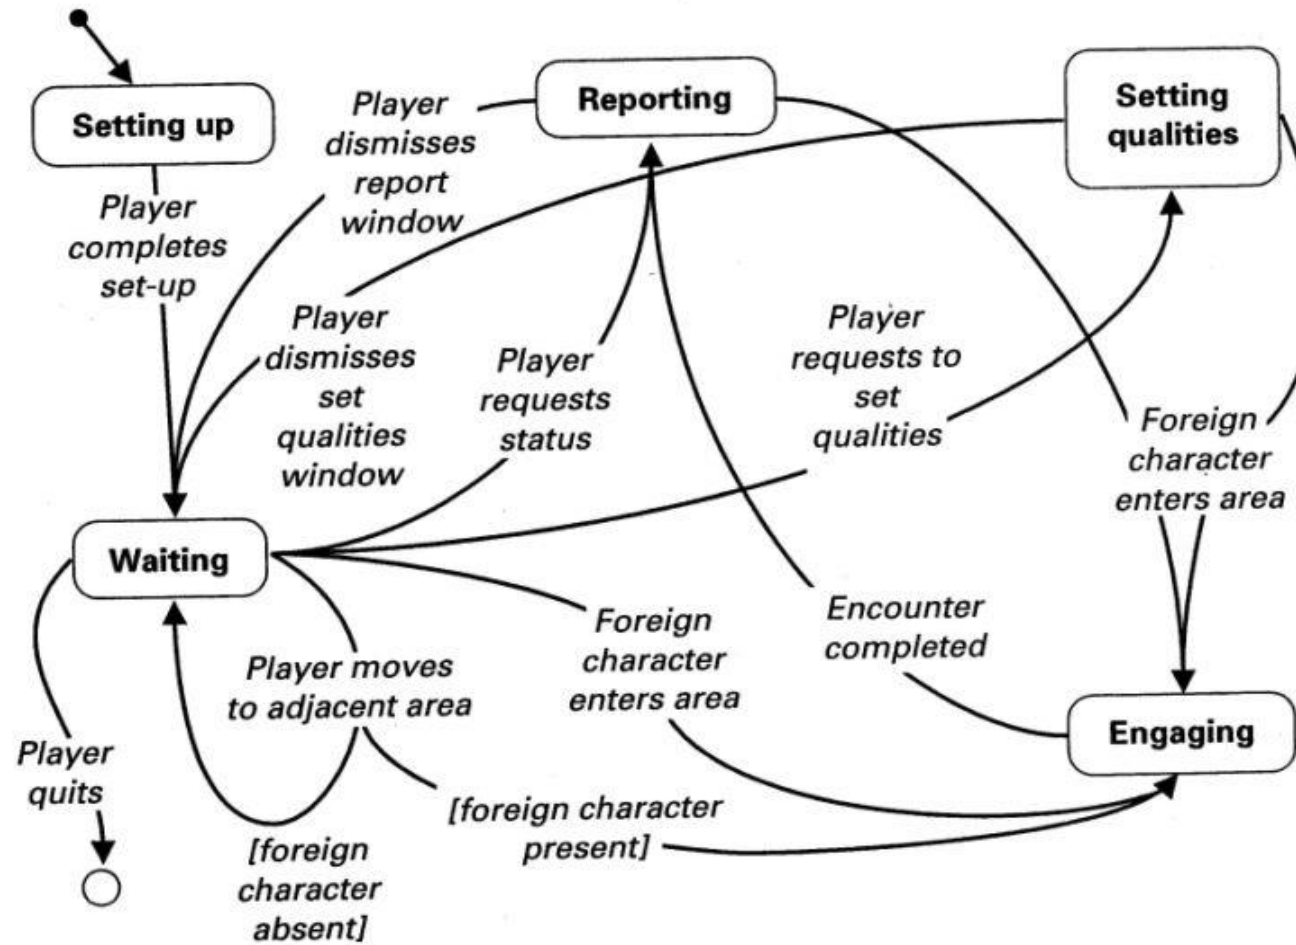 Setting up
Player
completes
set-up
Player
dismisses
report
window
Reporting
Setting
qualities
Player
dismisses
set
qualities
window
Player
requests
status
Player
requests to
set
qualities
Foreign
character
enters area
Waiting
Player moves
to adjacent area
Foreign
character
enters area
Encounter
completed
Engaging
Player
quits
[foreign
character
absent]
[foreign character
present]